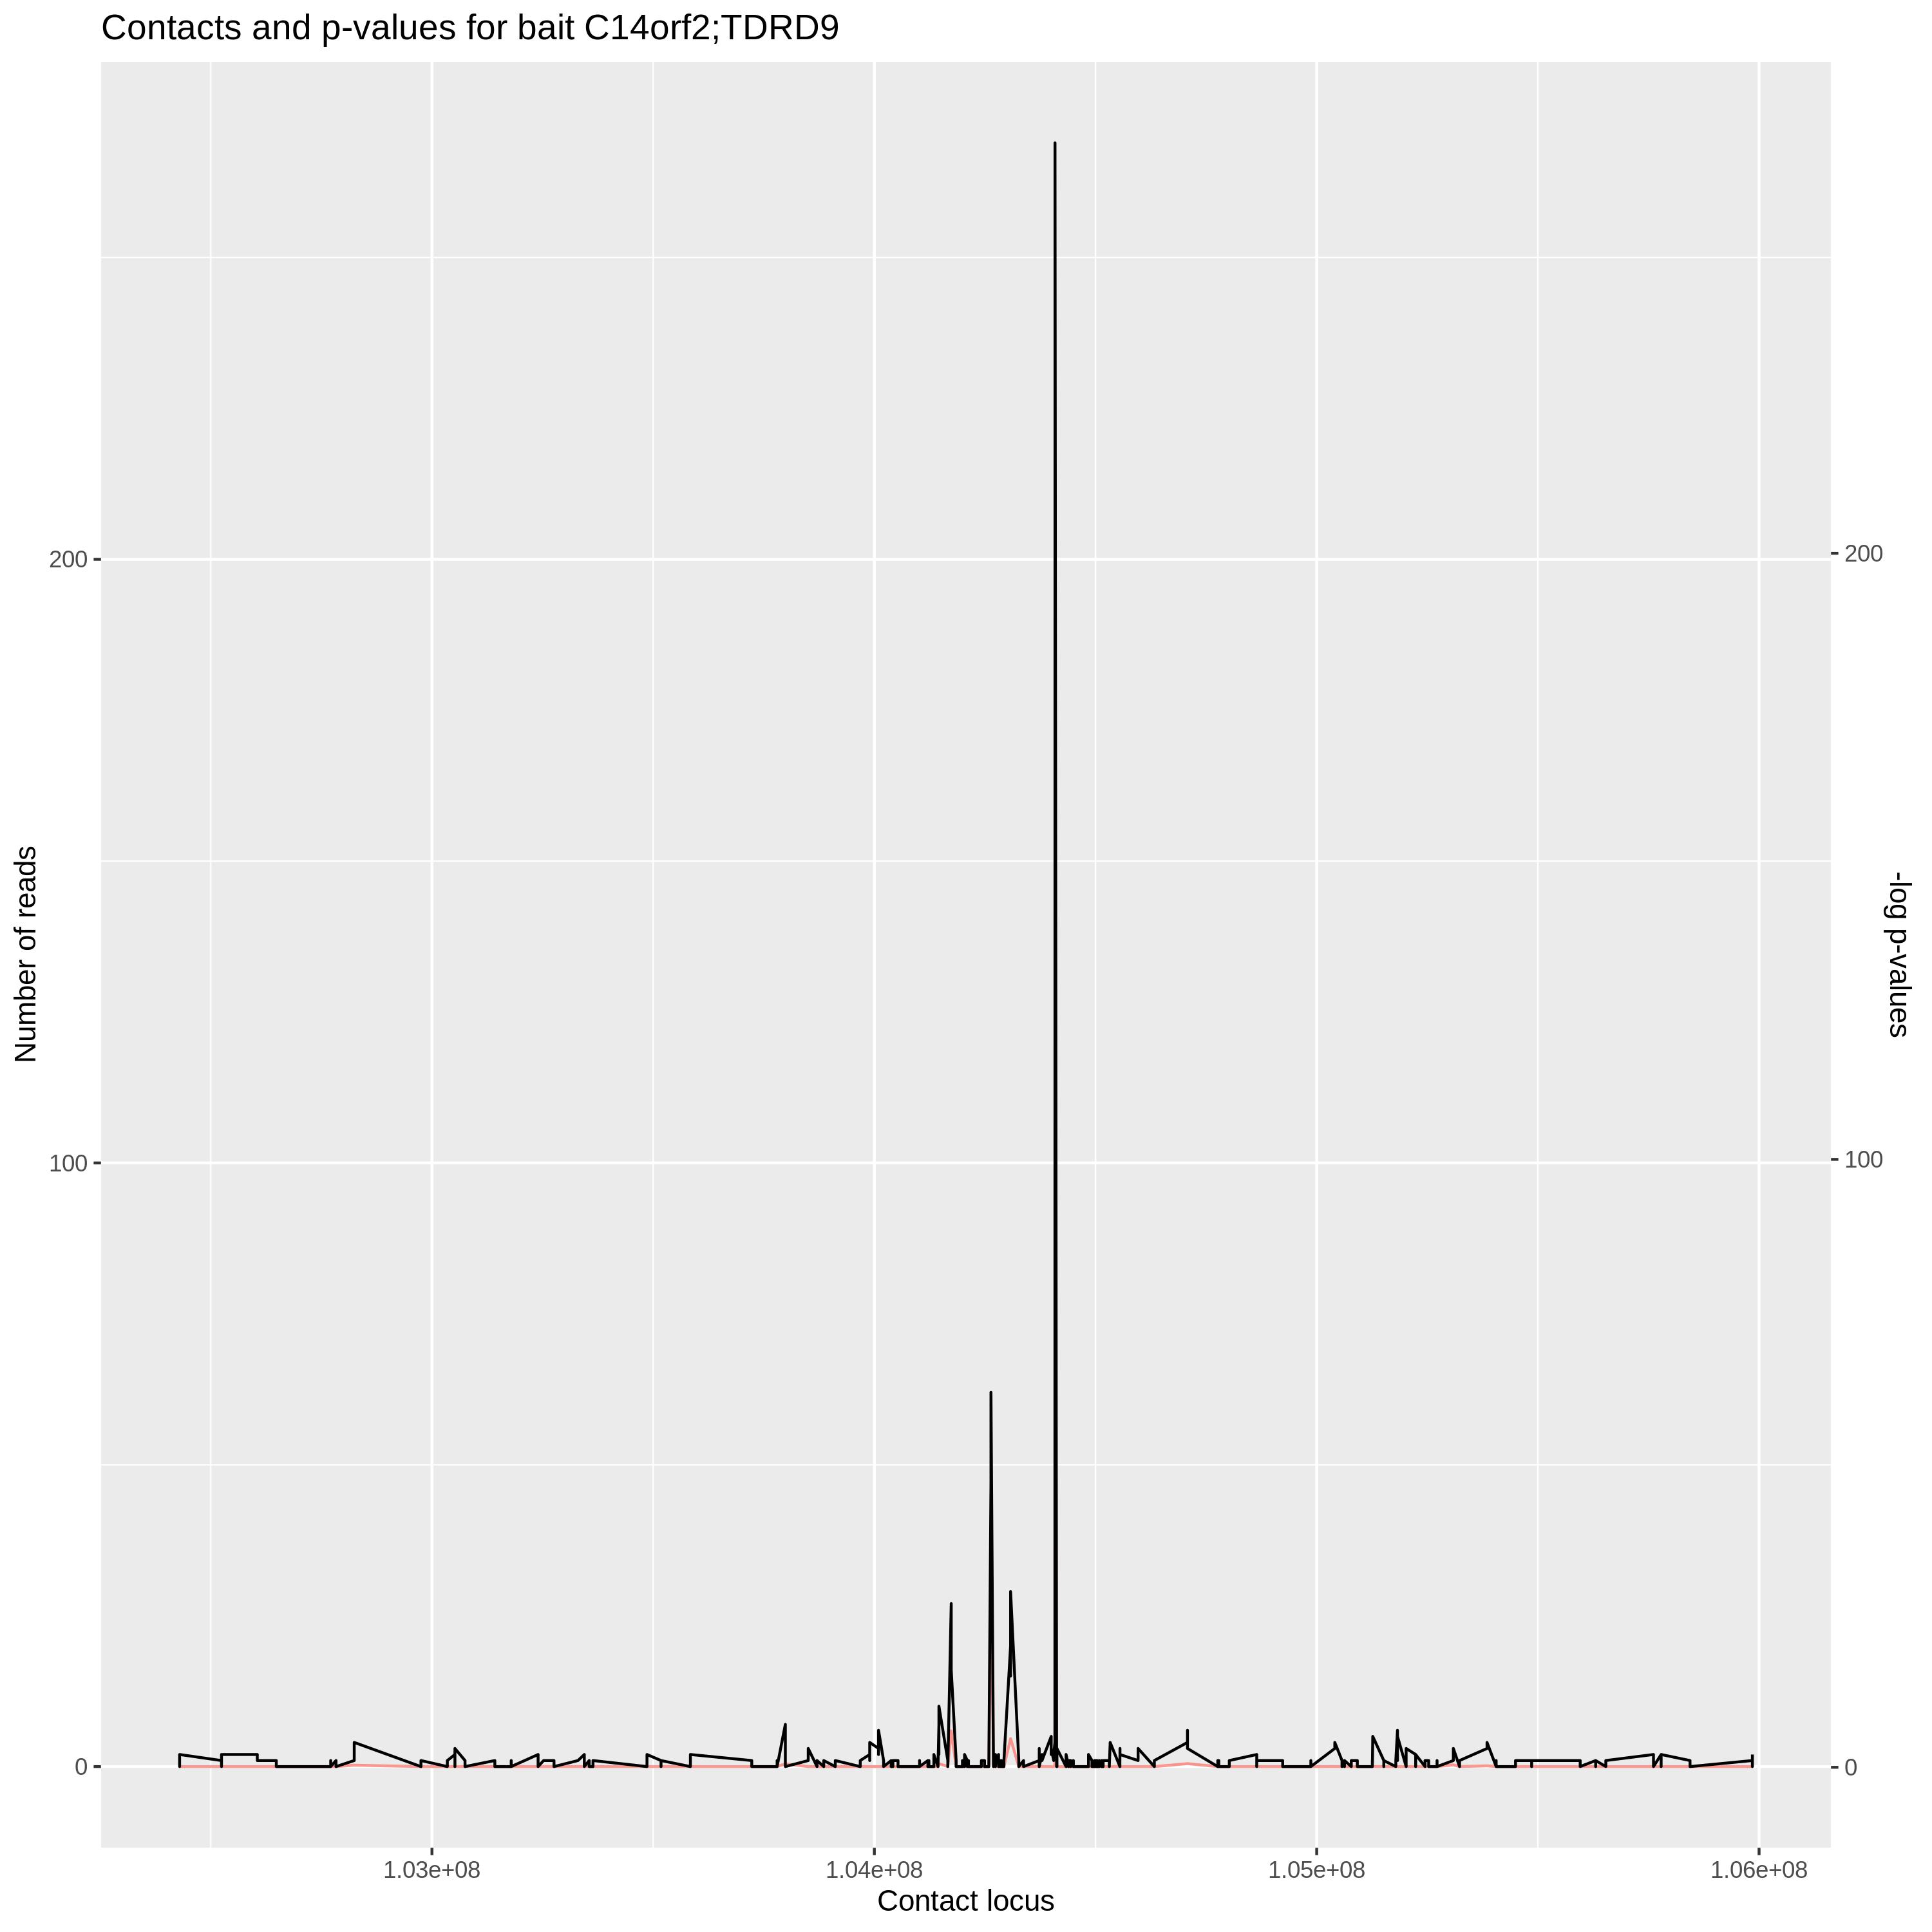 Contacts and p-values for bait C14orf2;TDRD9
Number of reads
200
100
0
200
100
0
-log p-values
1.03e+08
1.04e+08
1.05e+08
1.06e+08
Contact locus